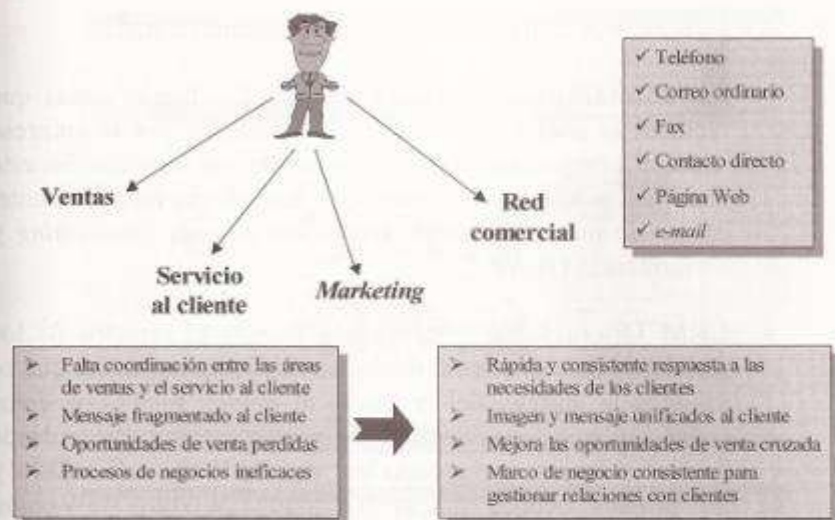 ✓ Teléfono
✓ Correo ordinario
✓ Fax
✓ Contacto directo
✓ Página Web
✓ e-mail
Ventas
Red
comercial
Servicio
al cliente
Marketing
➢ Falta coordinación entre las áreas
de ventas y el servicio al cliente
➢ Mensaje fragmentado al cliente
➢ Oportunidades de venta perdidas
➢ Procesos de negocios ineficaces
➢ Rápida y consistente respuesta a las
necesidades de los clientes
➢ Imagen y mensaje unificados al cliente
➢ Mejora las oportunidades de venta cruzada
➢ Marco de negocio consistente para
gestionar relaciones con clientes